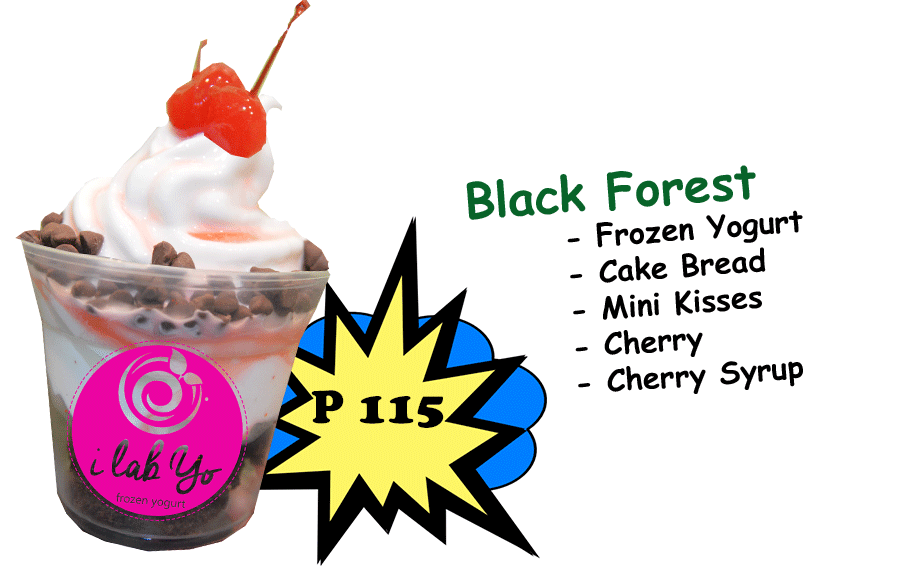 Black Forest
- Frozen Yogurt
- Cake Bread
- Mini Kisses
- Cherry
- Cherry Syrup
P 115
i lab Yo
frozen yogurt